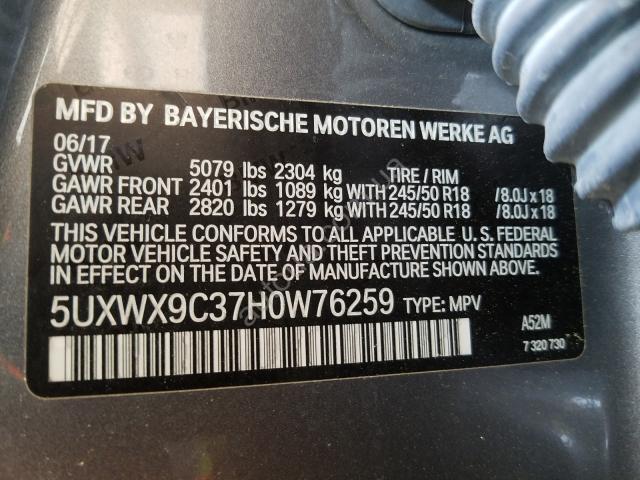 MFD BY BAYERISCHE MOTOREN WERKE AG
06/17
GVWR 5079 lbs 2304 kg TIRE / RIM
GAWR FRONT 2401 lbs 1089 kg WITH 245/50 R18 /8.0J x 18
GAWR REAR 2820 lbs 1279 kg WITH 245/50 R18 /8.0J x 18
THIS VEHICLE CONFORMS TO ALL APPLICABLE U. S. FEDERAL
MOTOR VEHICLE SAFETY AND THEFT PREVENTION STANDARDS
IN EFFECT ON THE DATE OF MANUFACTURE SHOWN ABOVE.
5UXWX9C37H0W76259 TYPE: MPV
A52M
7 320 730